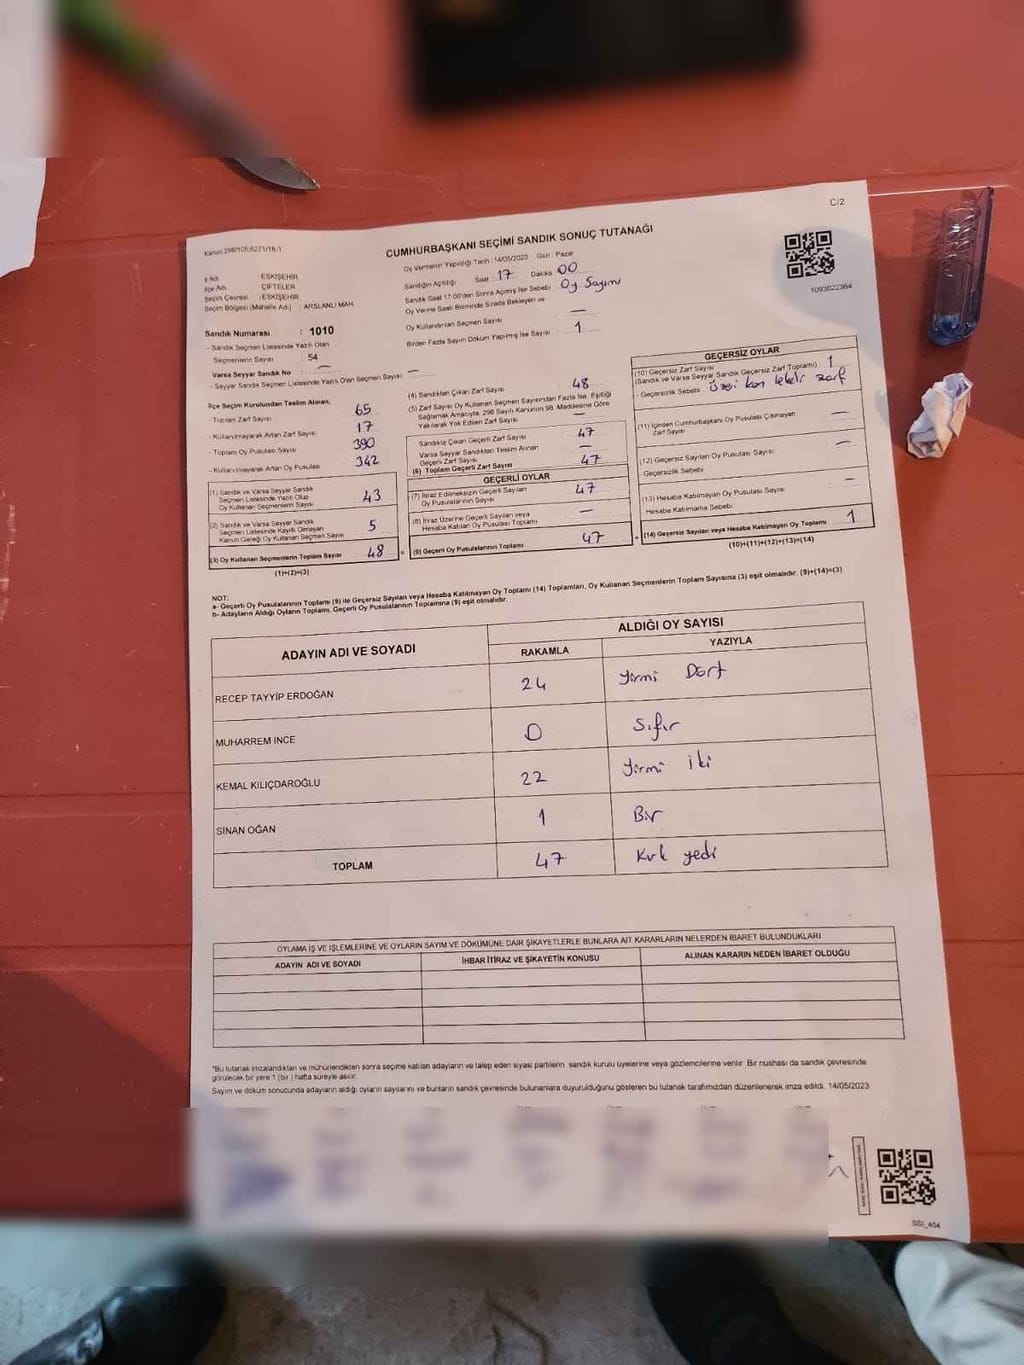 C/2
Kanun 298/105;6271/18-1
CUMHURBAŞKANI SEÇİMİ SANDIK SONUÇ TUTANAĞI
Oy Vermenin Yapıldığı Tarih : 14/05/2023 Gün : Pazar
İl Adı : ESKİŞEHİR
İlçe Adı : ÇİFTELER
Seçim Çevresi : ESKİŞEHİR
Seçim Bölgesi (Mahalle Adı) : ARSLANLI MAH.
Sandığın Açıldığı Saat : 17 Dakika 00
Sandık Saat 17:00'den Sonra Açılmış İse Sebebi : Oy Sayımı
Oy Verme Saati Bitiminde Sırada Bekleyen ve
Oy Kullandırılan Seçmen Sayısı : —
Birden Fazla Sayım Döküm Yapılmış İse Sayısı : 1
1093622364
Sandık Numarası : 1010
- Sandık Seçmen Listesinde Yazılı Olan
Seçmenlerin Sayısı : 54
Varsa Seyyar Sandık No : —
- Seyyar Sandık Seçmen Listesinde Yazılı Olan Seçmen Sayısı : —
İlçe Seçim Kurulundan Teslim Alınan;
- Toplam Zarf Sayısı : 65
- Kullanılmayarak Artan Zarf Sayısı : 17
- Toplam Oy Pusulası Sayısı : 390
- Kullanılmayarak Artan Oy Pusulası : 342
(1) Sandık ve Varsa Seyyar Sandık
Seçmen Listesinde Yazılı Olup
Oy Kullanan Seçmenlerin Sayısı : 43
(2) Sandık ve Varsa Seyyar Sandık
Seçmen Listesinde Kayıtlı Olmayan
Kanun Gereği Oy Kullanan Seçmen Sayısı : 5
(3) Oy Kullanan Seçmenlerin Toplam Sayısı : 48
(1)+(2)=(3)
(4) Sandıktan Çıkan Zarf Sayısı : 48
(5) Zarf Sayısı Oy Kullanan Seçmen Sayısından Fazla İse, Eşitliği
Sağlamak Amacıyla; 298 Sayılı Kanunun 98. Maddesine Göre
Yakılarak Yok Edilen Zarf Sayısı : —
Sandıkta Çıkan Geçerli Zarf Sayısı : 47
Varsa Seyyar Sandıktan Teslim Alınan
Geçerli Zarf Sayısı : —
(6) Toplam Geçerli Zarf Sayısı : 47
GEÇERLİ OYLAR
(7) İtiraz Edilmeksizin Geçerli Sayılan
Oy Pusulalarının Sayısı : 47
(8) İtiraz Üzerine Geçerli Sayılan veya
Hesaba Katılan Oy Pusulası Toplamı : —
= (9) Geçerli Oy Pusulalarının Toplamı : 47
GEÇERSİZ OYLAR
(10) Geçersiz Zarf Sayısı
(Sandık ve Varsa Seyyar Sandık Geçersiz Zarf Toplamı) : 1
- Geçersizlik Sebebi : üzeri kan lekeli zarf
(11) İçinden Cumhurbaşkanı Oy Pusulası Çıkmayan
Zarf Sayısı : —
(12) Geçersiz Sayılan Oy Pusulası Sayısı : —
Geçersizlik Sebebi
(13) Hesaba Katılmayan Oy Pusulası Sayısı : —
Hesaba Katılmama Sebebi
+ (14) Geçersiz Sayılan veya Hesaba Katılmayan Oy Toplamı : 1
(10)+(11)+(12)+(13)=(14)
NOT:
a- Geçerli Oy Pusulalarının Toplamı (9) ile Geçersiz Sayılan veya Hesaba Katılmayan Oy Toplamı (14) Toplamları, Oy Kullanan Seçmenlerin Toplam Sayısına (3) eşit olmalıdır. (9)+(14)=(3)
b- Adayların Aldığı Oyların Toplamı, Geçerli Oy Pusulalarının Toplamına (9) eşit olmalıdır.
ADAYIN ADI VE SOYADI ALDIĞI OY SAYISI
RAKAMLA YAZIYLA
RECEP TAYYİP ERDOĞAN 24 Yirmi Dört
MUHARREM İNCE 0 Sıfır
KEMAL KILIÇDAROĞLU 22 Yirmi iki
SİNAN OĞAN 1 Bir
TOPLAM 47 Kırk yedi
OYLAMA İŞ VE İŞLEMLERİNE VE OYLARIN SAYIM VE DÖKÜMÜNE DAİR ŞİKAYETLERLE BUNLARA AİT KARARLARIN NELERDEN İBARET BULUNDUKLARI
ADAYIN ADI VE SOYADI İHBAR İTİRAZ VE ŞİKAYETİN KONUSU ALINAN KARARIN NEDEN İBARET OLDUĞU
*Bu tutanak imzalandıktan ve mühürlendikten sonra seçime katılan adayların ve talep eden siyasi partilerin sandık kurulu üyelerine veya gözlemcilerine verilir. Bir nüshası da sandık çevresinde
görülecek bir yere 1 (bir ) hafta süreyle asılır.
Sayım ve döküm sonucunda adayların aldığı oyların sayılarını ve bunların sandık çevresinde bulunanlara duyurulduğunu gösteren bu tutanak tarafımızdan düzenlenerek imza edildi. 14/05/2023
SSI_404